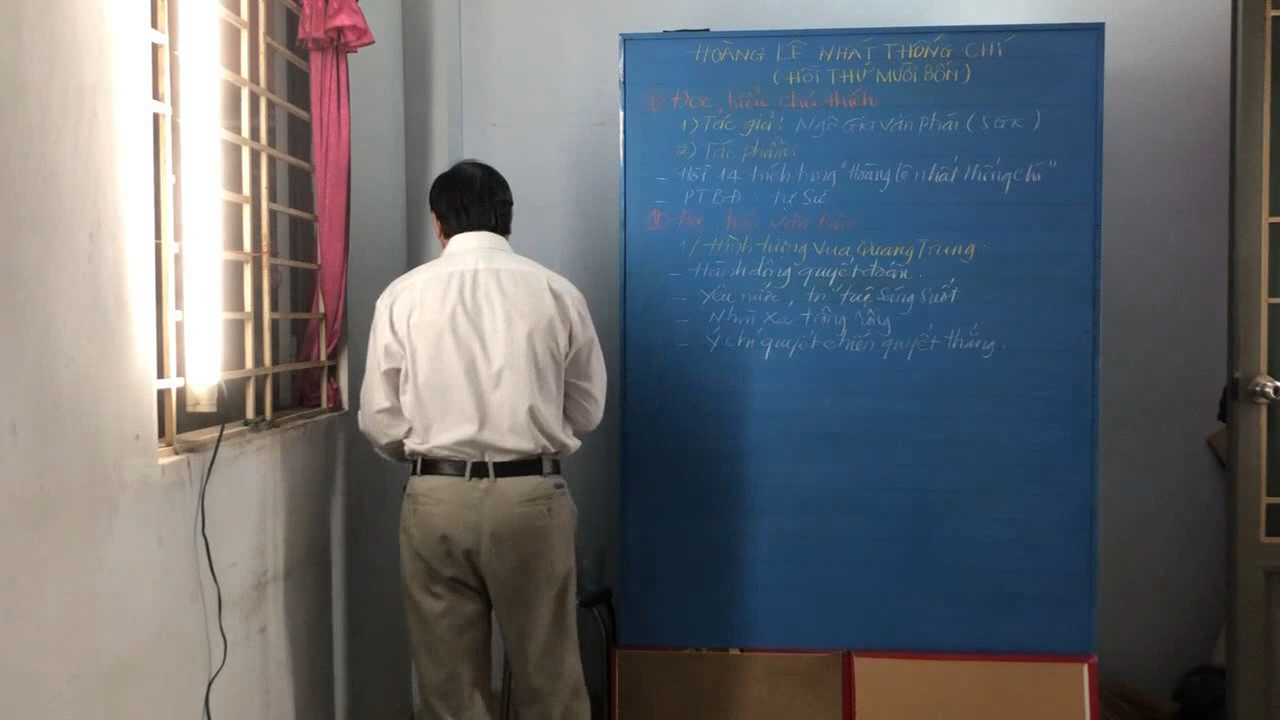 HOÀNG LÊ NHẤT THỐNG CHÍ
(HỒI THỨ MƯỜI BỐN)
I Đọc hiểu chú thích
1) Tác giả: Ngô Gia Văn Phái (SGK)
2) Tác phẩm:
- Hồi 14 trích trong "Hoàng lê nhất thống chí"
- PTBĐ: tự sự
II Đọc hiểu văn bản
1/ Hình tượng Vua Quang Trung:
- Hành động quyết đoán.
- Yêu nước, trí tuệ sáng suốt
- Nhìn xa trông rộng
- Ý chí quyết chiến quyết thắng.